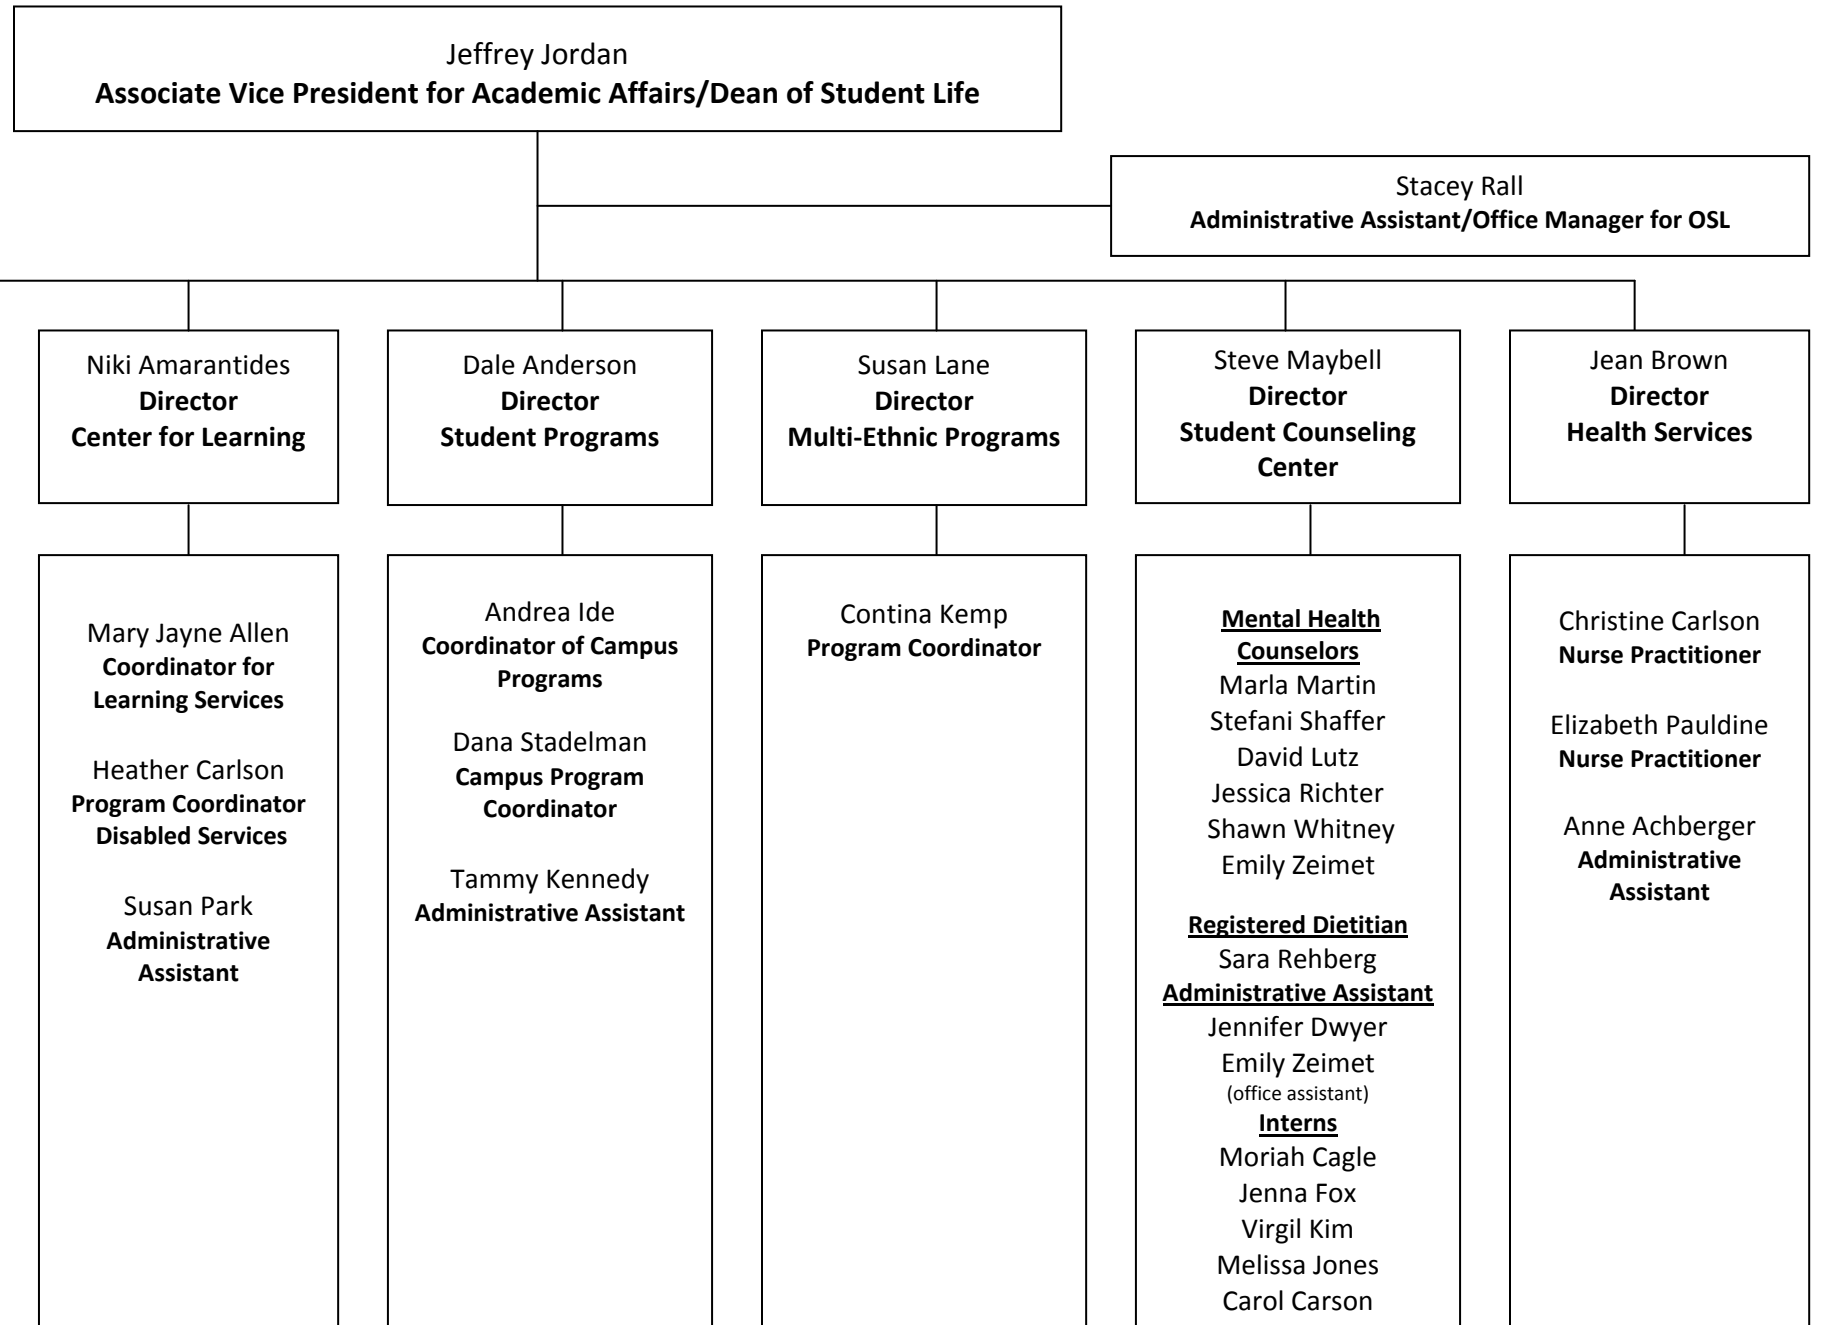 Jeffrey Jordan
Associate Vice President for Academic Affairs/Dean of Student Life
Stacey Rall
Administrative Assistant/Office Manager for OSL
Niki Amarantides
Director
Center for Learning
Dale Anderson
Director
Student Programs
Susan Lane
Director
Multi-Ethnic Programs
Steve Maybell
Director
Student Counseling
Center
Jean Brown
Director
Health Services
Mary Jayne Allen
Coordinator for
Learning Services
Heather Carlson
Program Coordinator
Disabled Services
Susan Park
Administrative
Assistant
Andrea Ide
Coordinator of Campus
Programs
Dana Stadelman
Campus Program
Coordinator
Tammy Kennedy
Administrative Assistant
Contina Kemp
Program Coordinator
Mental Health
Counselors
Marla Martin
Stefani Shaffer
David Lutz
Jessica Richter
Shawn Whitney
Emily Zeimet
Registered Dietitian
Sara Rehberg
Administrative Assistant
Jennifer Dwyer
Emily Zeimet
(office assistant)
Interns
Moriah Cagle
Jenna Fox
Virgil Kim
Melissa Jones
Carol Carson
Christine Carlson
Nurse Practitioner
Elizabeth Pauldine
Nurse Practitioner
Anne Achberger
Administrative
Assistant